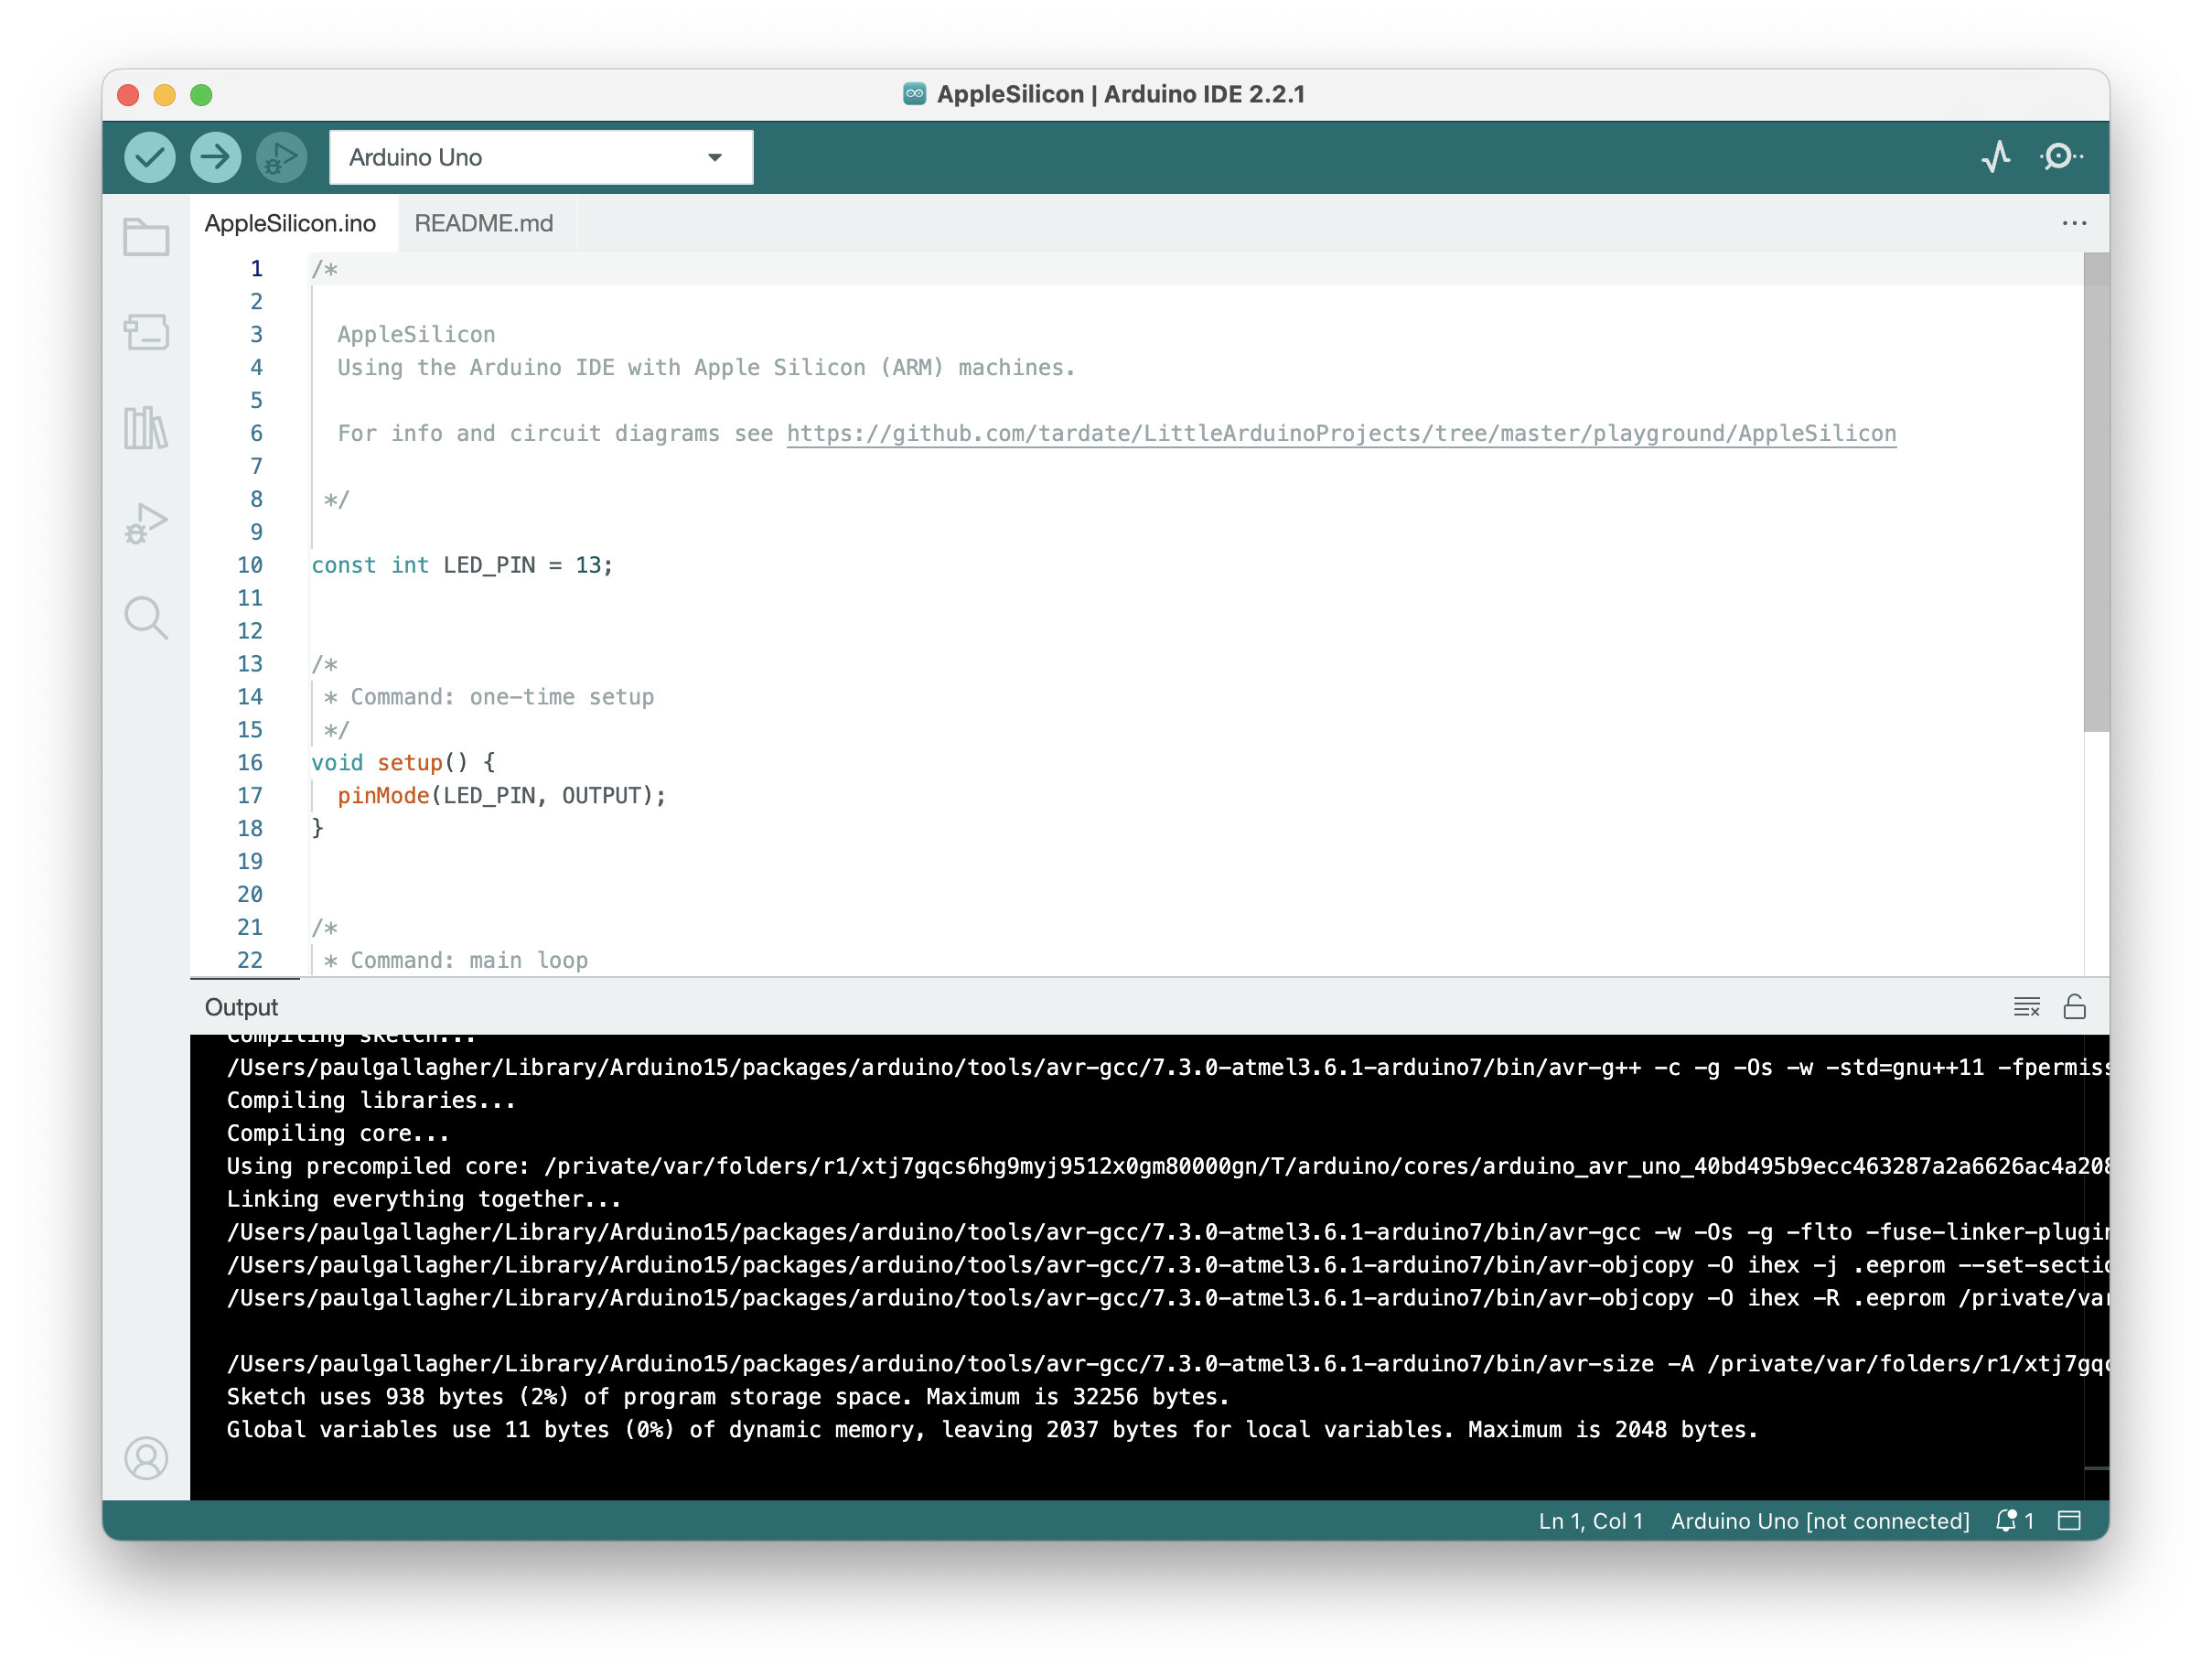 AppleSilicon | Arduino IDE 2.2.1
Arduino Uno
AppleSilicon.ino README.md
1 /*
2
3 AppleSilicon
4 Using the Arduino IDE with Apple Silicon (ARM) machines.
5
6 For info and circuit diagrams see https://github.com/tardate/LittleArduinoProjects/tree/master/playground/AppleSilicon
7
8 */
9
10 const int LED_PIN = 13;
11
12
13 /*
14 * Command: one-time setup
15 */
16 void setup() {
17 pinMode(LED_PIN, OUTPUT);
18 }
19
20
21 /*
22 * Command: main loop
Output
Compiling sketch...
/Users/paulgallagher/Library/Arduino15/packages/arduino/tools/avr-gcc/7.3.0-atmel3.6.1-arduino7/bin/avr-g++ -c -g -Os -w -std=gnu++11 -fpermiss
Compiling libraries...
Compiling core...
Using precompiled core: /private/var/folders/r1/xtj7gqcs6hg9myj9512x0gm80000gn/T/arduino/cores/arduino_avr_uno_40bd495b9ecc463287a2a6626ac4a208
Linking everything together...
/Users/paulgallagher/Library/Arduino15/packages/arduino/tools/avr-gcc/7.3.0-atmel3.6.1-arduino7/bin/avr-gcc -w -Os -g -flto -fuse-linker-plugin
/Users/paulgallagher/Library/Arduino15/packages/arduino/tools/avr-gcc/7.3.0-atmel3.6.1-arduino7/bin/avr-objcopy -O ihex -j .eeprom --set-sectio
/Users/paulgallagher/Library/Arduino15/packages/arduino/tools/avr-gcc/7.3.0-atmel3.6.1-arduino7/bin/avr-objcopy -O ihex -R .eeprom /private/var
/Users/paulgallagher/Library/Arduino15/packages/arduino/tools/avr-gcc/7.3.0-atmel3.6.1-arduino7/bin/avr-size -A /private/var/folders/r1/xtj7gqc
Sketch uses 938 bytes (2%) of program storage space. Maximum is 32256 bytes.
Global variables use 11 bytes (0%) of dynamic memory, leaving 2037 bytes for local variables. Maximum is 2048 bytes.
Ln 1, Col 1 Arduino Uno [not connected] 1